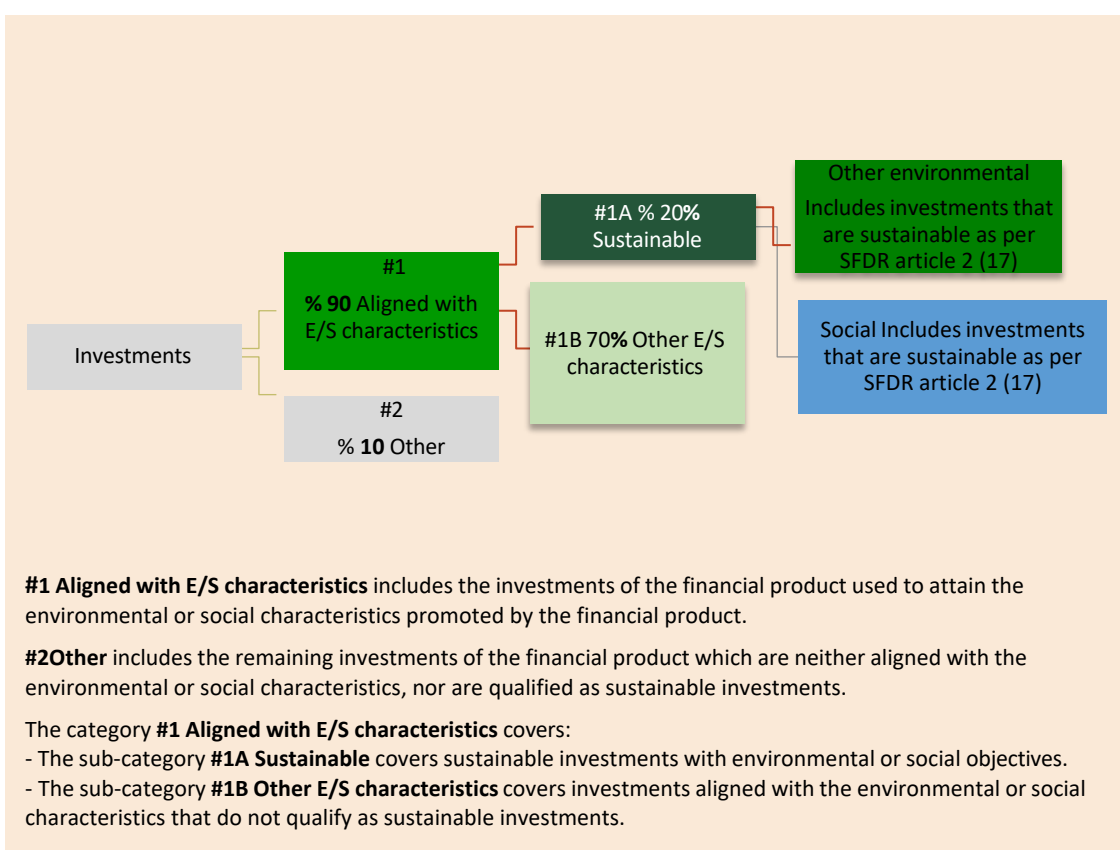 Investments
#1
% 90 Aligned with
E/S characteristics
#2
% 10 Other
#1A % 20%
Sustainable
#1B 70% Other E/S
characteristics
Other environmental
Includes investments that
are sustainable as per
SFDR article 2 (17)
Social Includes investments
that are sustainable as per
SFDR article 2 (17)
#1 Aligned with E/S characteristics includes the investments of the financial product used to attain the
environmental or social characteristics promoted by the financial product.
#2Other includes the remaining investments of the financial product which are neither aligned with the
environmental or social characteristics, nor are qualified as sustainable investments.
The category #1 Aligned with E/S characteristics covers:
- The sub-category #1A Sustainable covers sustainable investments with environmental or social objectives.
- The sub-category #1B Other E/S characteristics covers investments aligned with the environmental or social
characteristics that do not qualify as sustainable investments.